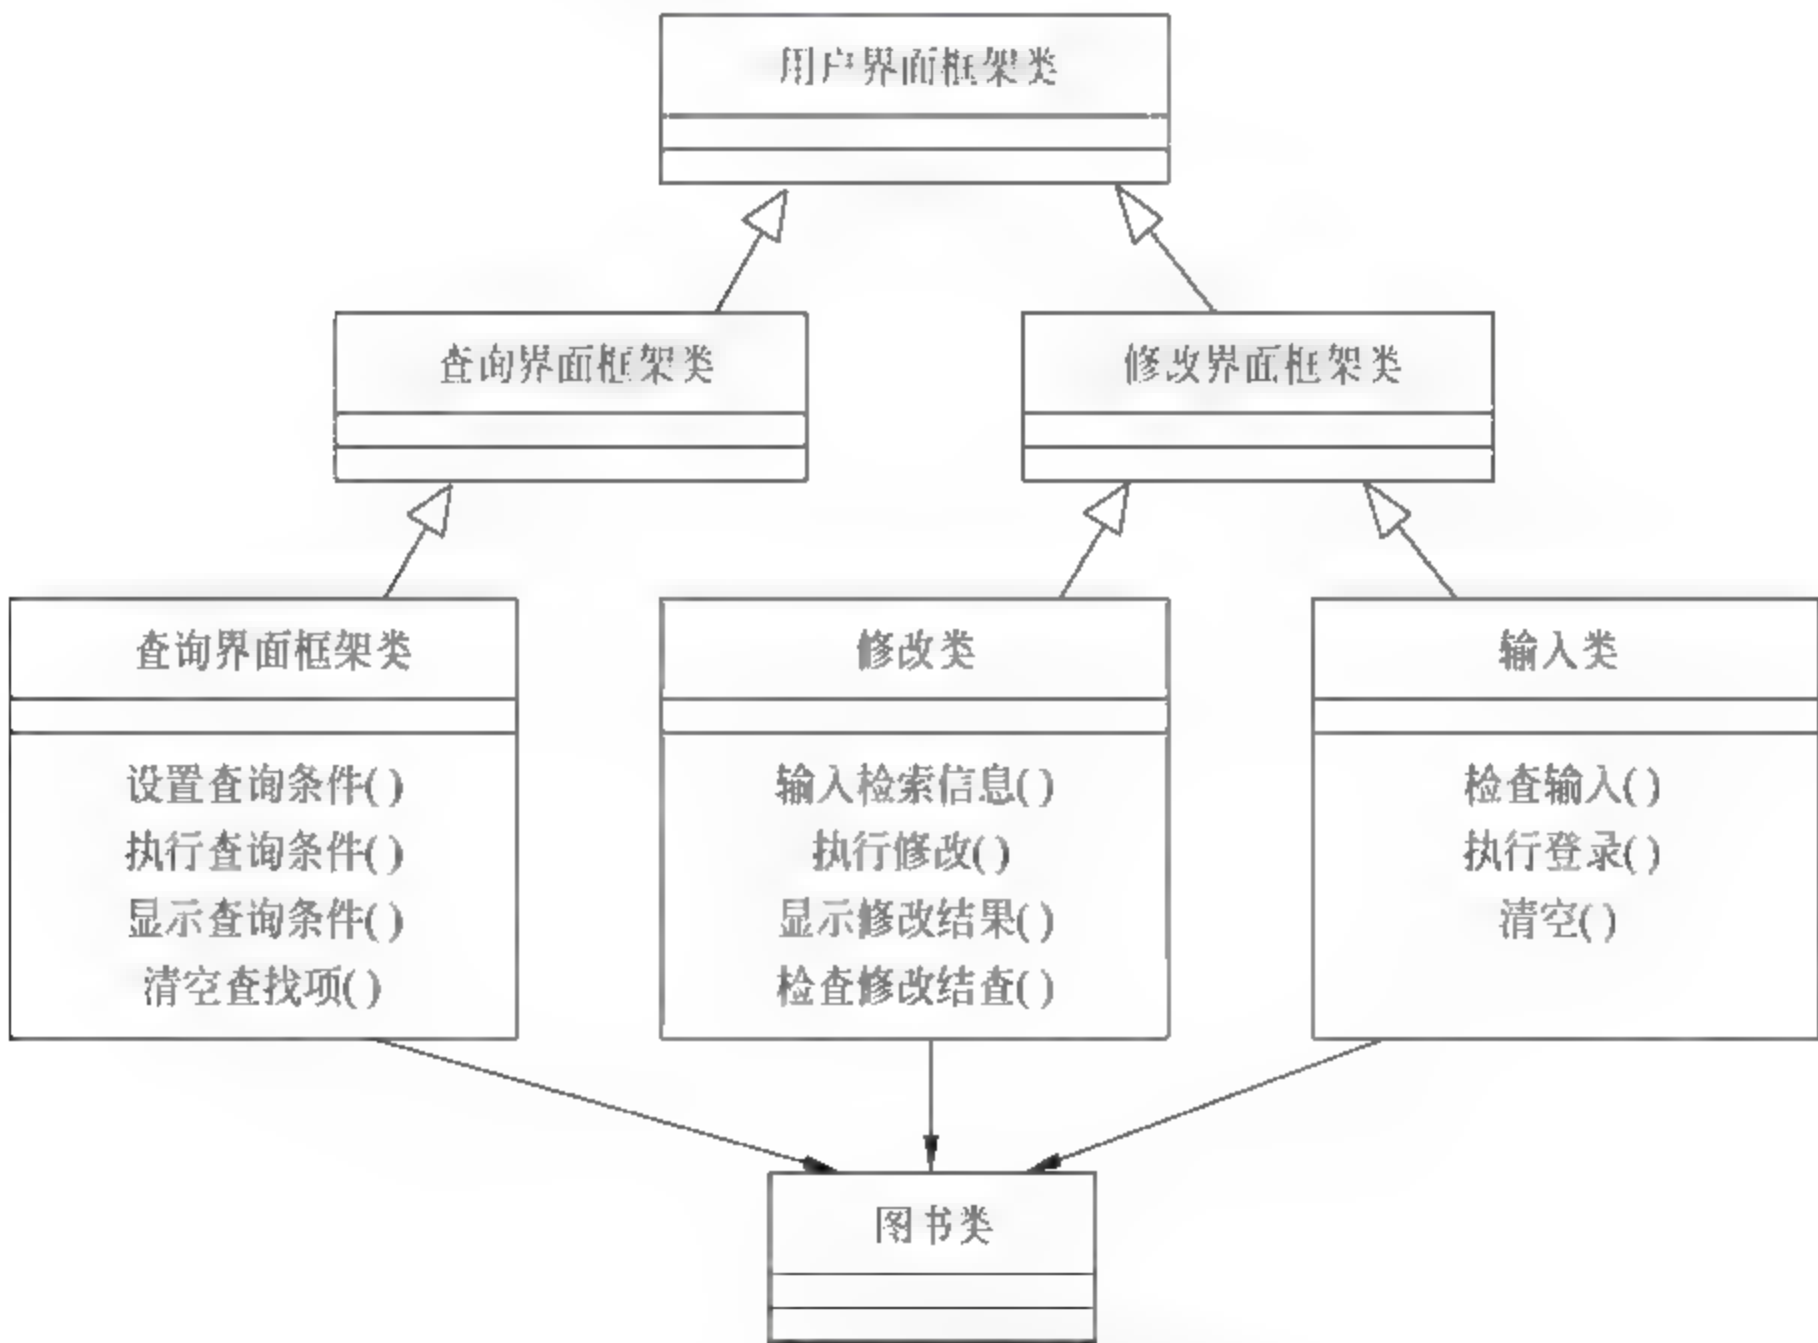 用户界面框架类
查询界面框架类
修改界面框架类
查询界面框架类
设置查询条件()
执行查询条件()
显示查询条件()
清空查找项()
修改类
输入检索信息()
执行修改()
显示修改结果()
检查修改结查()
输入类
检查输入()
执行登录()
清空()
图书类